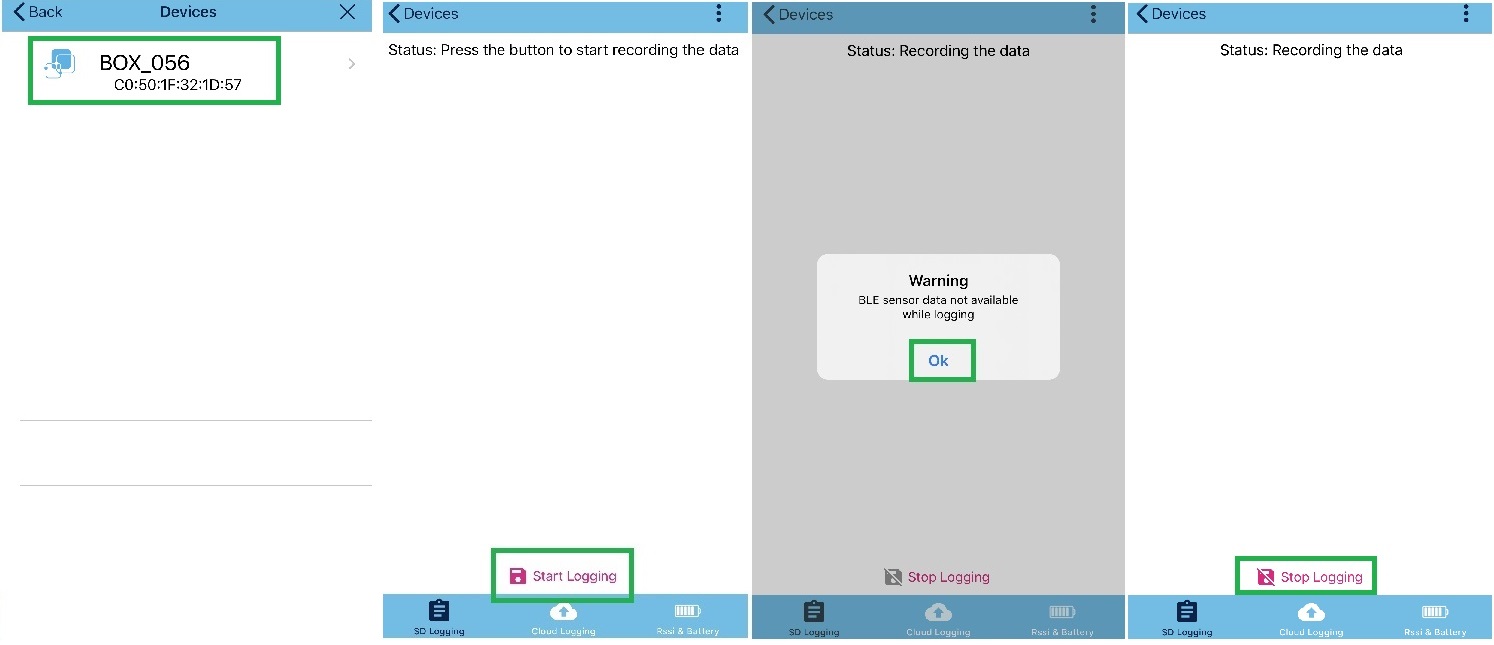 Back
Devices
BOX_056
C0:50:1F:32:1D:57
Devices
Status: Press the button to start recording the data
Start Logging
SD Logging
Cloud Logging
Rssi & Battery
Devices
Status: Recording the data
Warning
BLE sensor data not available
while logging
Ok
Stop Logging
SD Logging
Cloud Logging
Rssi & Battery
Devices
Status: Recording the data
Stop Logging
SD Logging
Cloud Logging
Rssi & Battery